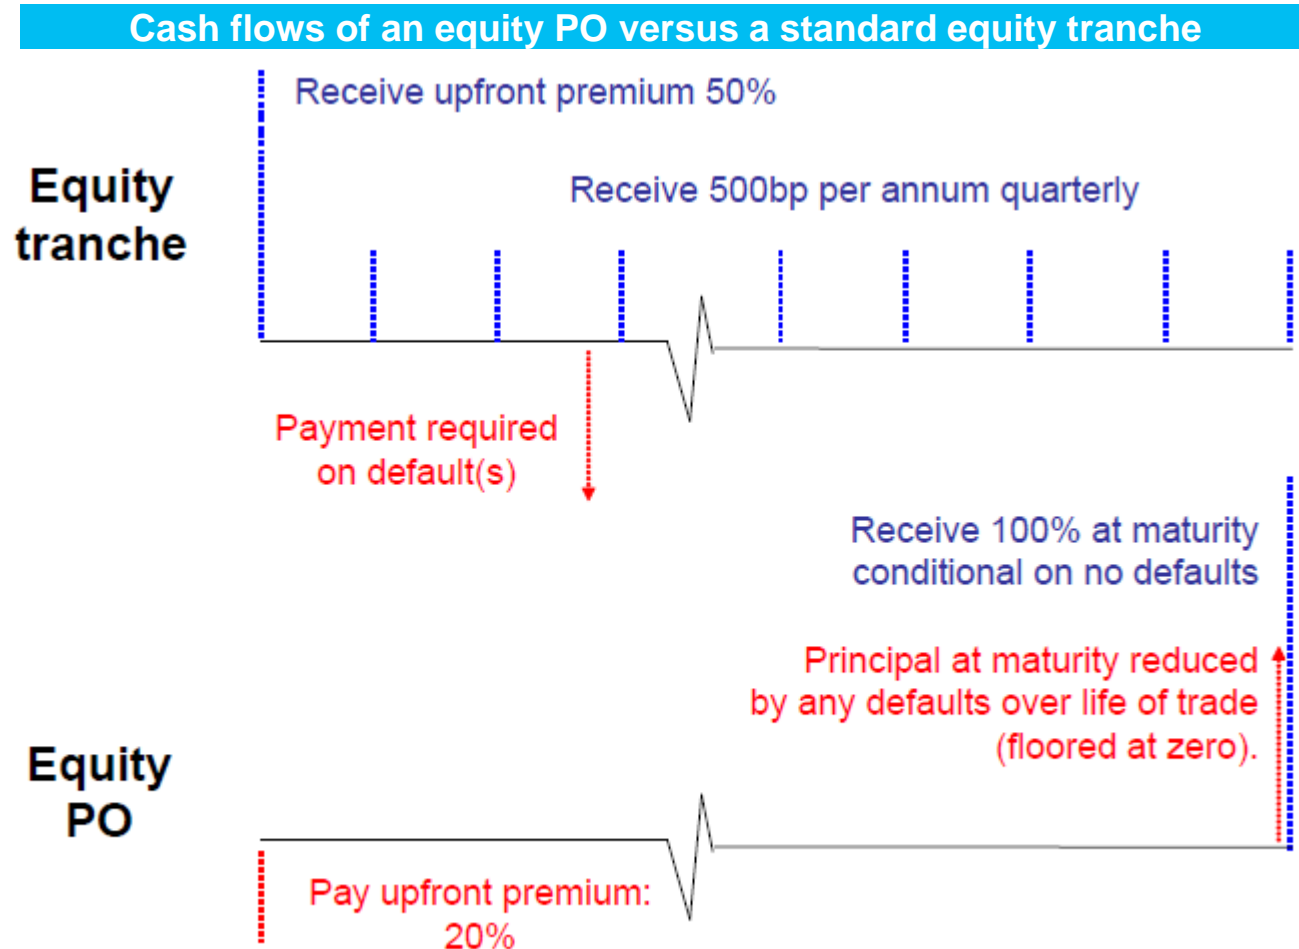 Cash flows of an equity PO versus a standard equity tranche
Receive upfront premium 50%
Equity
tranche
Receive 500bp per annum quarterly
Payment required
on default(s)
Receive 100% at maturity
conditional on no defaults
Principal at maturity reduced
by any defaults over life of trade
(floored at zero).
Equity
PO
Pay upfront premium:
20%